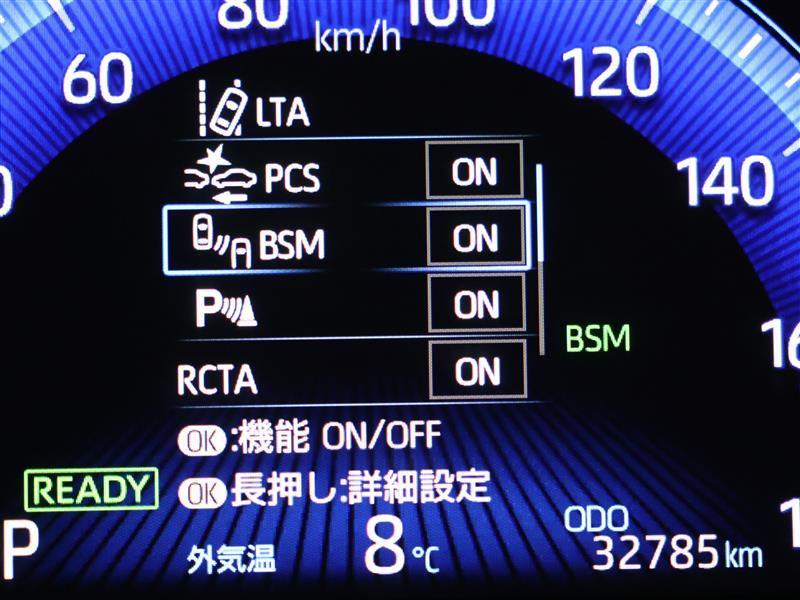 80
100
km/h
60
120
LTA
PCS ON
140
BSM ON
P ON
BSM
RCTA ON
OK:機能 ON/OFF
READY
OK長押し:詳細設定
P
外気温 8℃
ODO
32785km